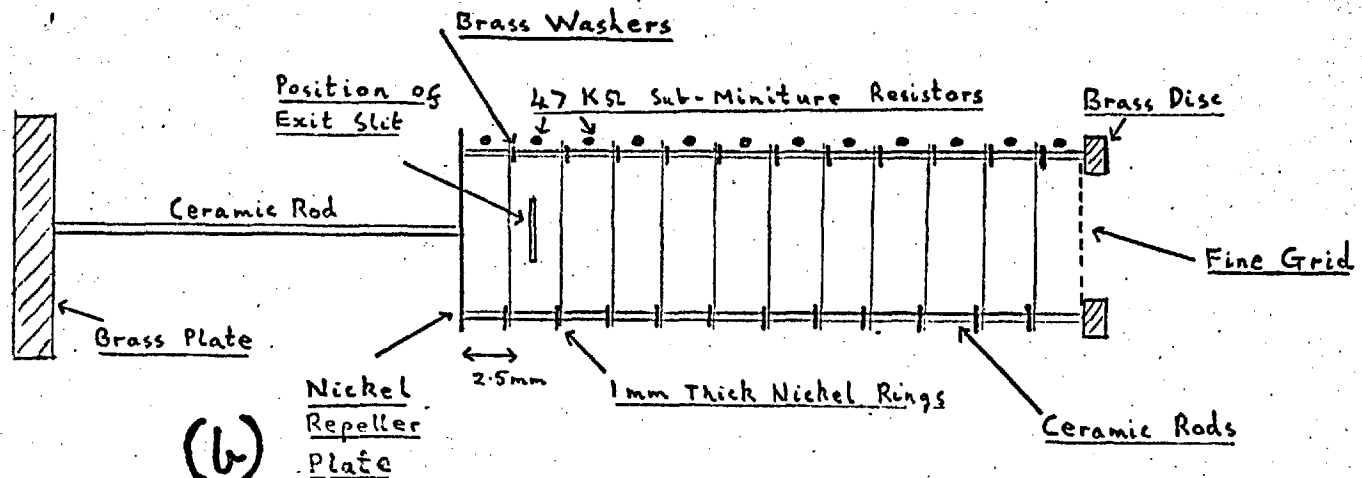 Brass Washers
Position of
Exit Slit
47 KΩ Sub-Miniture Resistors
Brass Disc
Ceramic Rod
Fine Grid
Brass Plate
2.5mm
Nickel
Repeller
Plate
1mm Thick Nickel Rings
Ceramic Rods
(b)